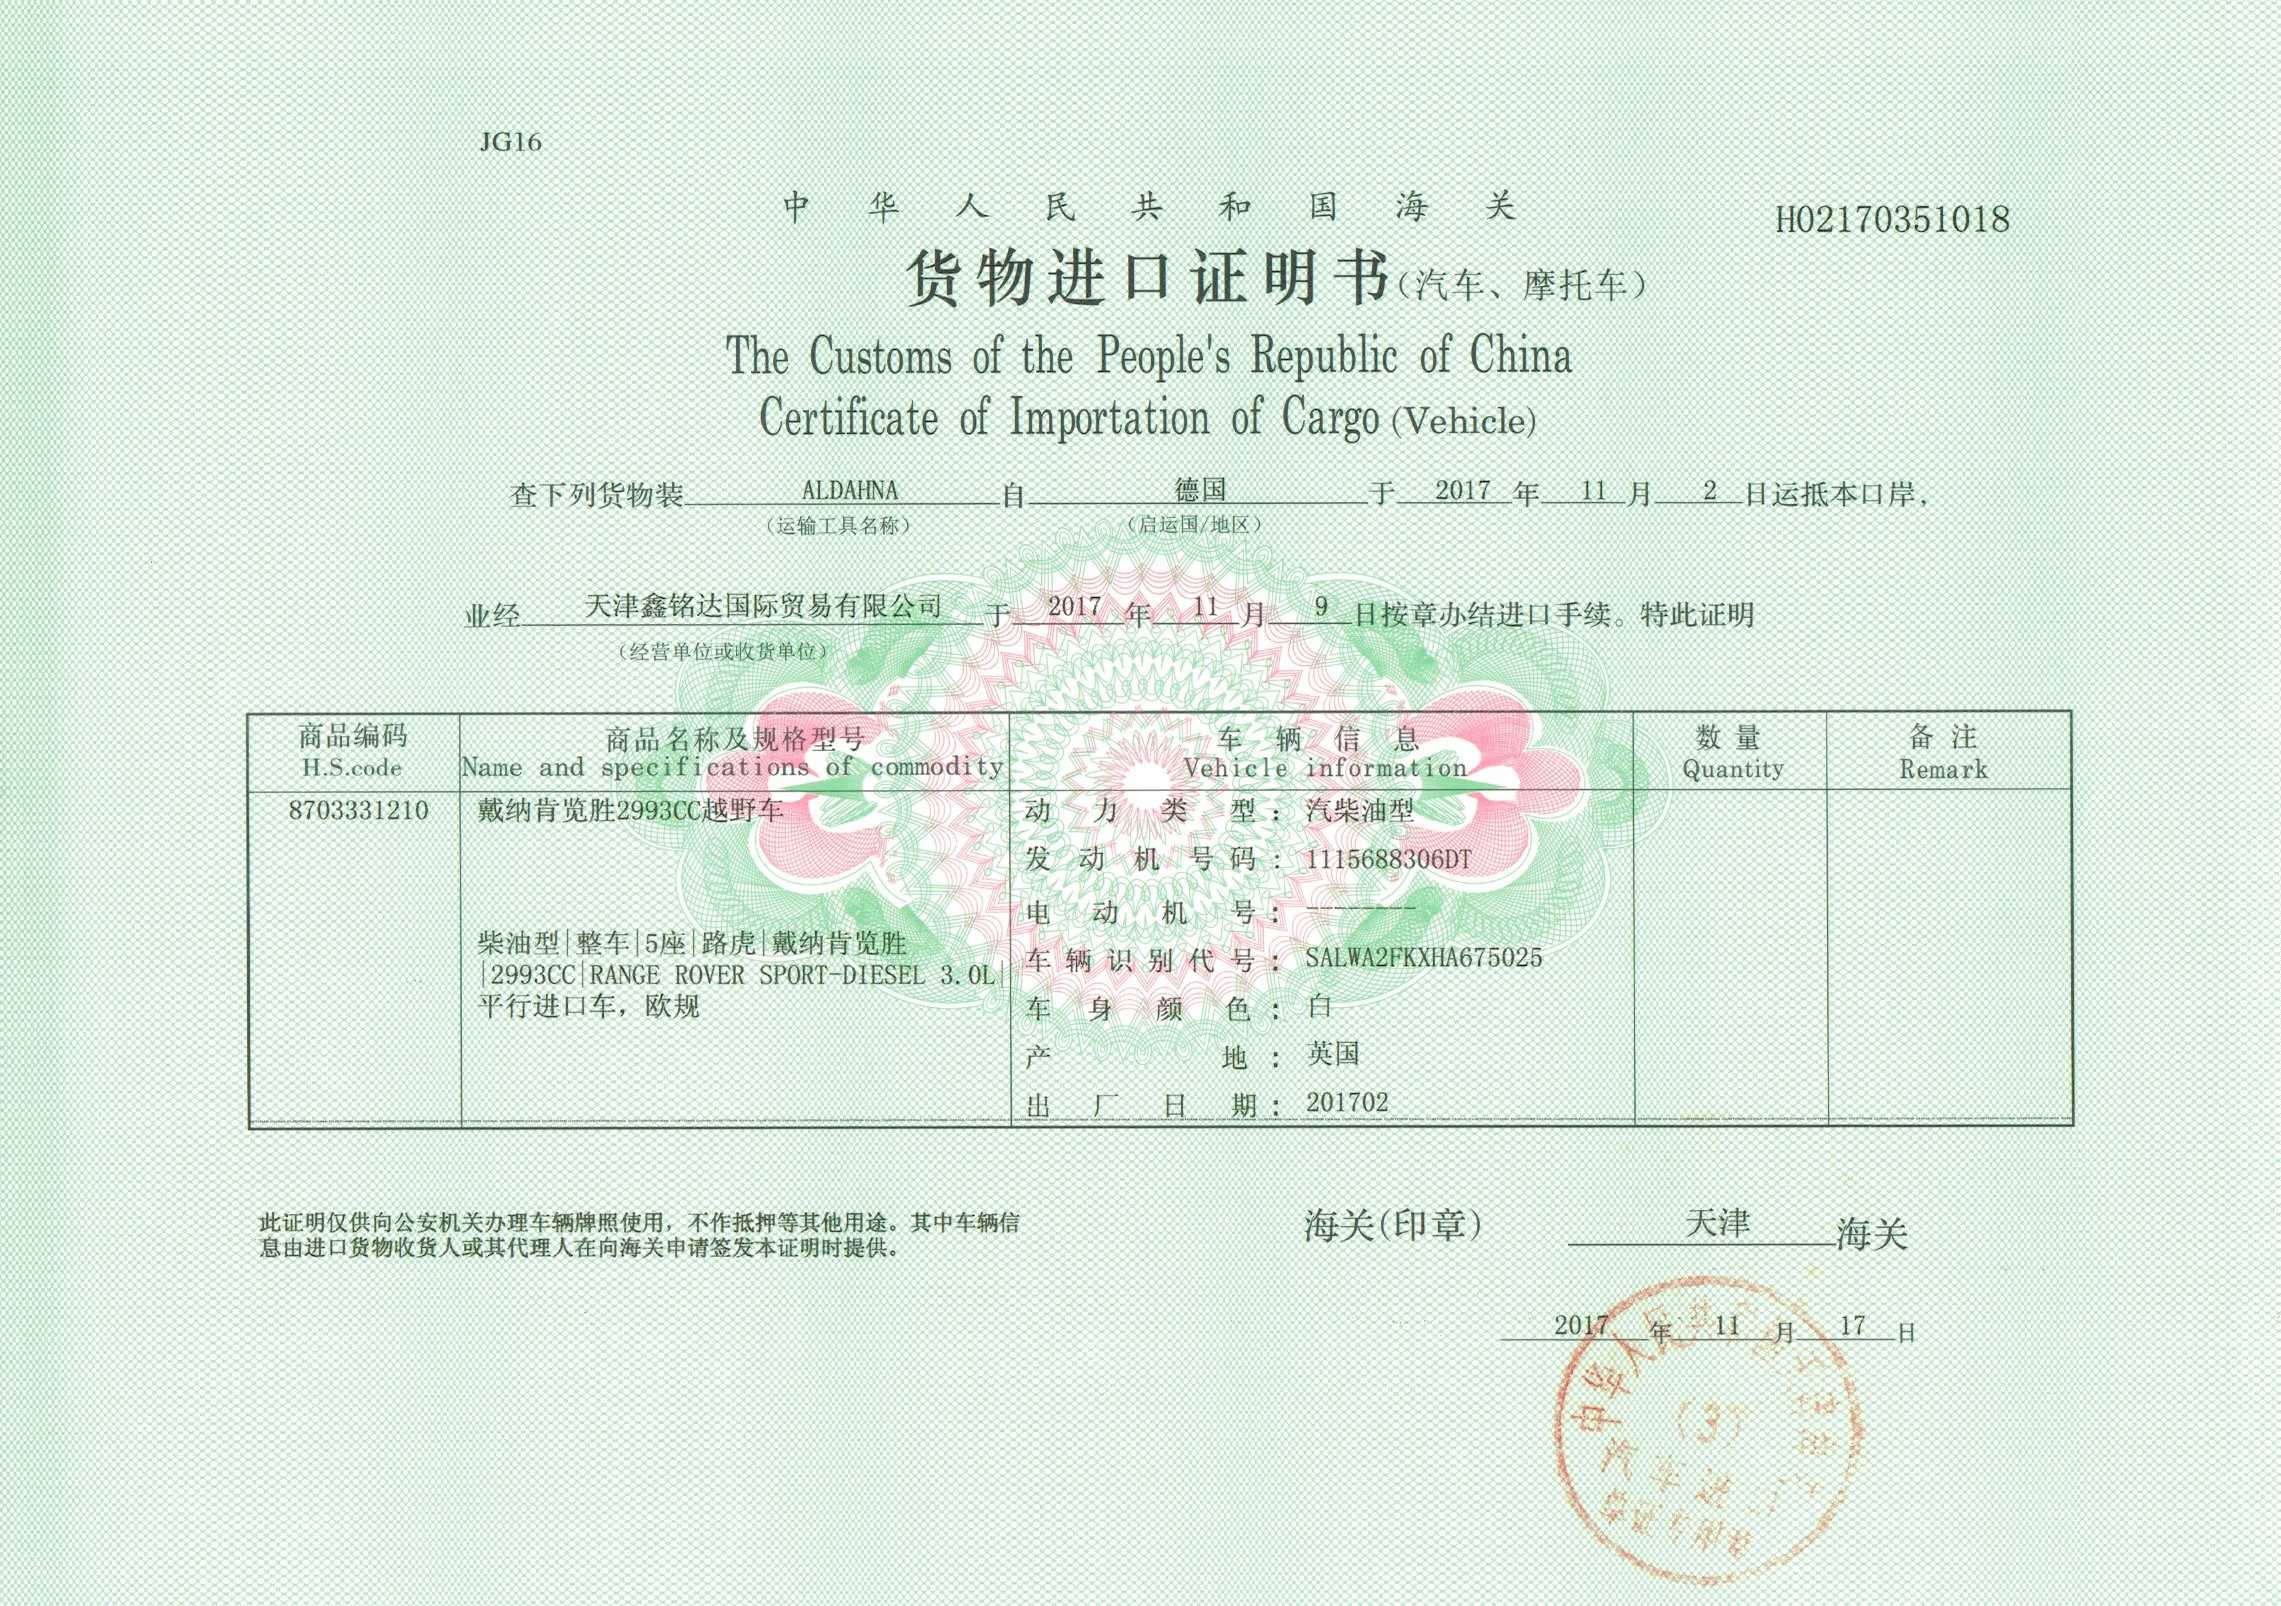 JG16
中华人民共和国海关
H02170351018
货物进口证明书(汽车、摩托车)
The Customs of the People's Republic of China
Certificate of Importation of Cargo (Vehicle)
查下列货物装 ALDAHNA 自 德国 于 2017 年 11 月 2 日运抵本口岸,
(运输工具名称) (启运国/地区)
业经 天津鑫铭达国际贸易有限公司 于 2017 年 11 月 9 日按章办结进口手续。特此证明
(经营单位或收货单位)
商品编码 商品名称及规格型号 车辆信息 数量 备注
H.S.code Name and specifications of commodity Vehicle information Quantity Remark
8703331210 戴纳肯览胜2993CC越野车 动力类型: 汽柴油型
发动机号码: 1115688306DT
电动机号: --------
柴油型|整车|5座|路虎|戴纳肯览胜
|2993CC|RANGE ROVER SPORT-DIESEL 3.0L|
平行进口车，欧规
车辆识别代号: SALWA2FKXHA675025
车身颜色: 白
产地: 英国
出厂日期: 201702
此证明仅供向公安机关办理车辆牌照使用，不作抵押等其他用途。其中车辆信
息由进口货物收货人或其代理人在向海关申请签发本证明时提供。
海关(印章) 天津 海关
2017 年 11 月 17 日
中华人民共
(3)
汽车进
签证专用章